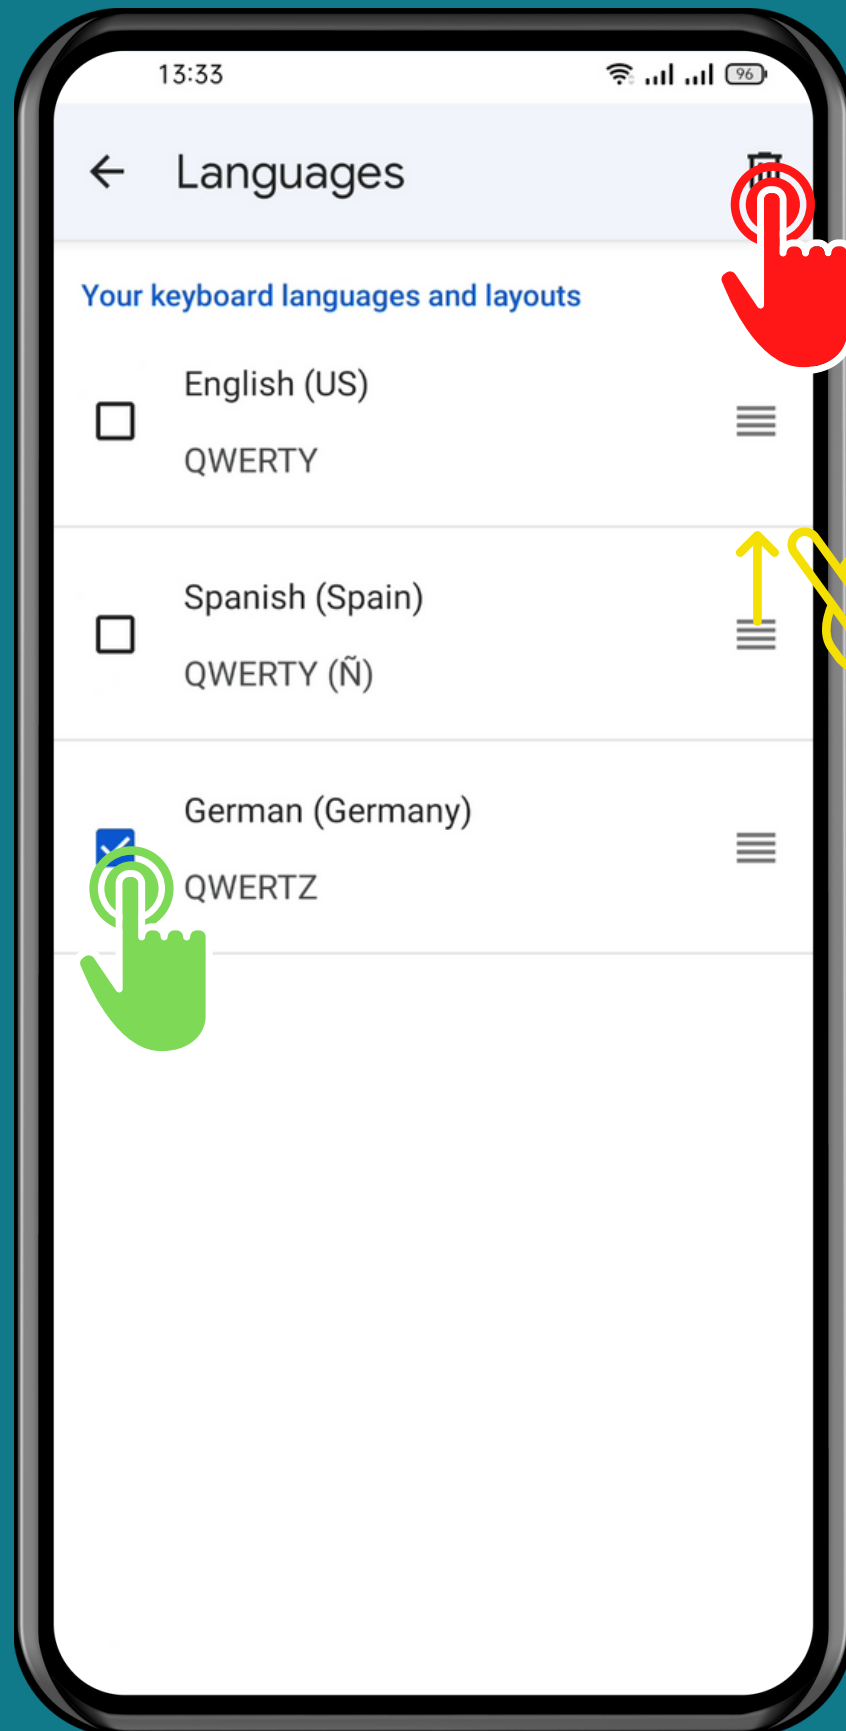 13:33
96
Languages
Your keyboard languages and layouts
English (US)
QWERTY
Spanish (Spain)
QWERTY (Ñ)
German (Germany)
QWERTZ